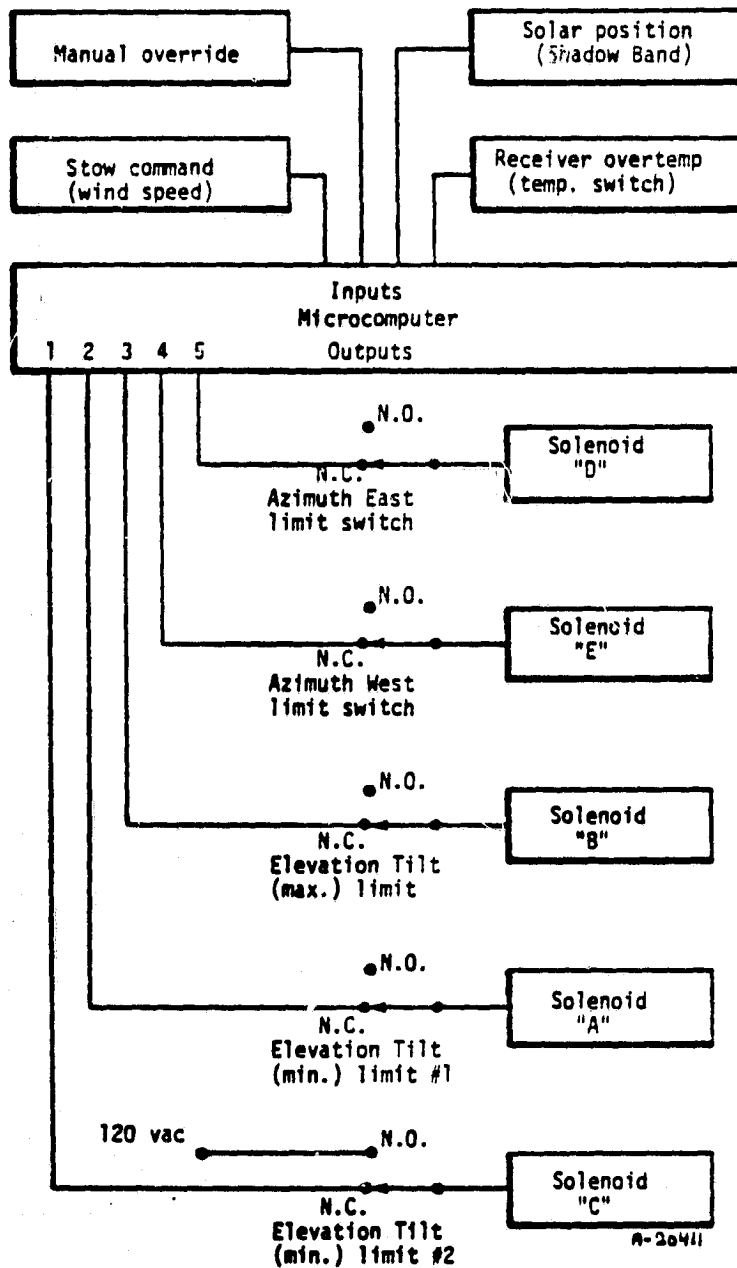 Manual override
Solar position
(Shadow Band)
Stow command
(wind speed)
Receiver overtemp
(temp. switch)
Inputs
Microcomputer
1 2 3 4 5 Outputs
N.O.
N.C.
Azimuth East
limit switch
Solenoid
"D"
N.O.
N.C.
Azimuth West
limit switch
Solenoid
"E"
N.O.
N.C.
Elevation Tilt
(max.) limit
Solenoid
"B"
N.O.
N.C.
Elevation Tilt
(min.) limit #1
Solenoid
"A"
120 vac
N.O.
N.C.
Elevation Tilt
(min.) limit #2
Solenoid
"C"
A-20411